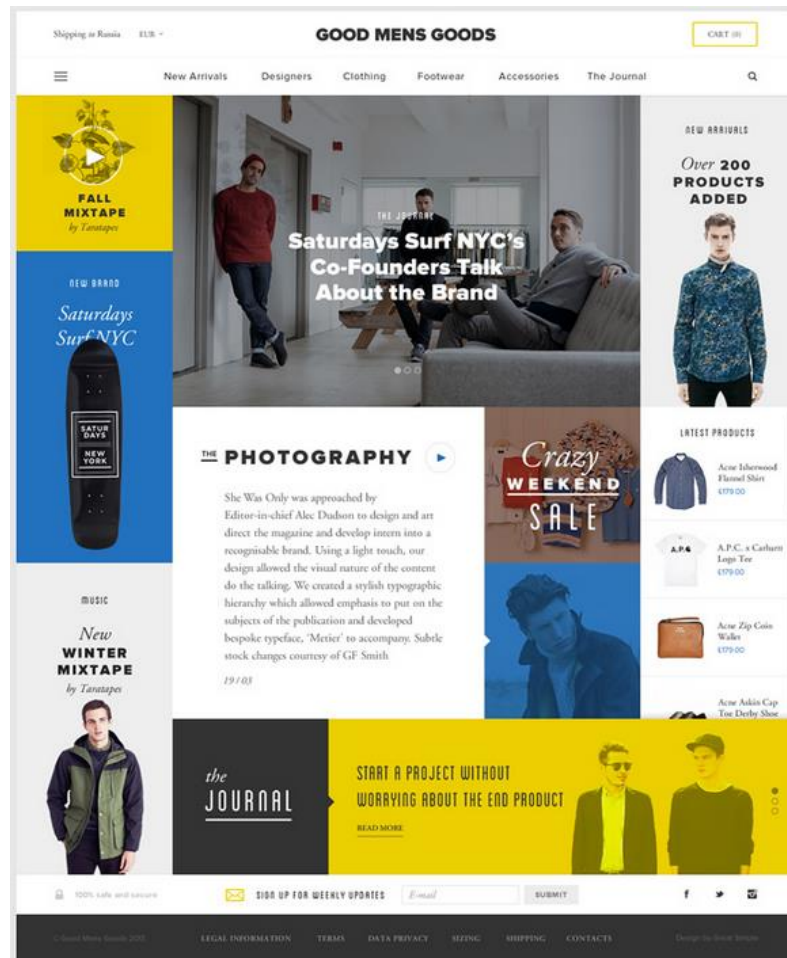 Shipping to Russia
EUR
GOOD MENS GOODS
CART (0)
New Arrivals
Designers
Clothing
Footwear
Accessories
The Journal
FALL
MIXTAPE
by Taratapes
NEW BRAND
Saturdays
Surf NYC
SATUR
DAYS
NEW
YORK
MUSIC
New
WINTER
MIXTAPE
by Taratapes
THE JOURNAL
Saturdays Surf NYC's
Co-Founders Talk
About the Brand
NEW ARRIVALS
Over 200
PRODUCTS
ADDED
THE PHOTOGRAPHY
She Was Only was approached by
Editor-in-chief Alec Dudson to design and art
direct the magazine and develop intern into a
recognisable brand. Using a light touch, our
design allowed the visual nature of the content
do the talking. We created a stylish typographic
hierarchy which allowed emphasis to put on the
subjects of the publication and developed
bespoke typeface, 'Metier' to accompany. Subtle
stock changes courtesy of GF Smith
19 / 03
Crazy
WEEKEND
SALE
LATEST PRODUCTS
Acne Isherwood
Flannel Shirt
£179.00
A.P.C.
A.P.C. x Carhartt
Logo Tee
£179.00
Acne Zip Coin
Wallet
£179.00
Acne Askin Cap
Toe Derby Shoe
the
JOURNAL
START A PROJECT WITHOUT
WORRYING ABOUT THE END PRODUCT
READ MORE
100% safe and secure
SIGN UP FOR WEEKLY UPDATES
E-mail
SUBMIT
© Good Mens Goods
LEGAL INFORMATION
TERMS
DATA PRIVACY
SIZING
SHIPPING
CONTACTS
Design by